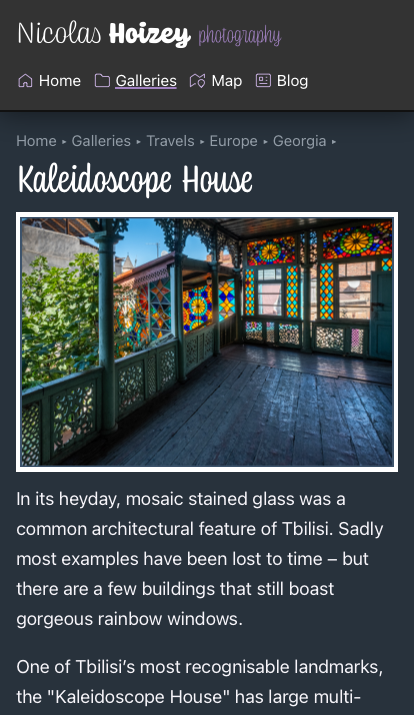 Nicolas Hoizey photography
Home Galleries Map Blog
Home ▸ Galleries ▸ Travels ▸ Europe ▸ Georgia ▸
Kaleidoscope House
In its heyday, mosaic stained glass was a
common architectural feature of Tbilisi. Sadly
most examples have been lost to time – but
there are a few buildings that still boast
gorgeous rainbow windows.
One of Tbilisi’s most recognisable landmarks,
the "Kaleidoscope House" has large multi-